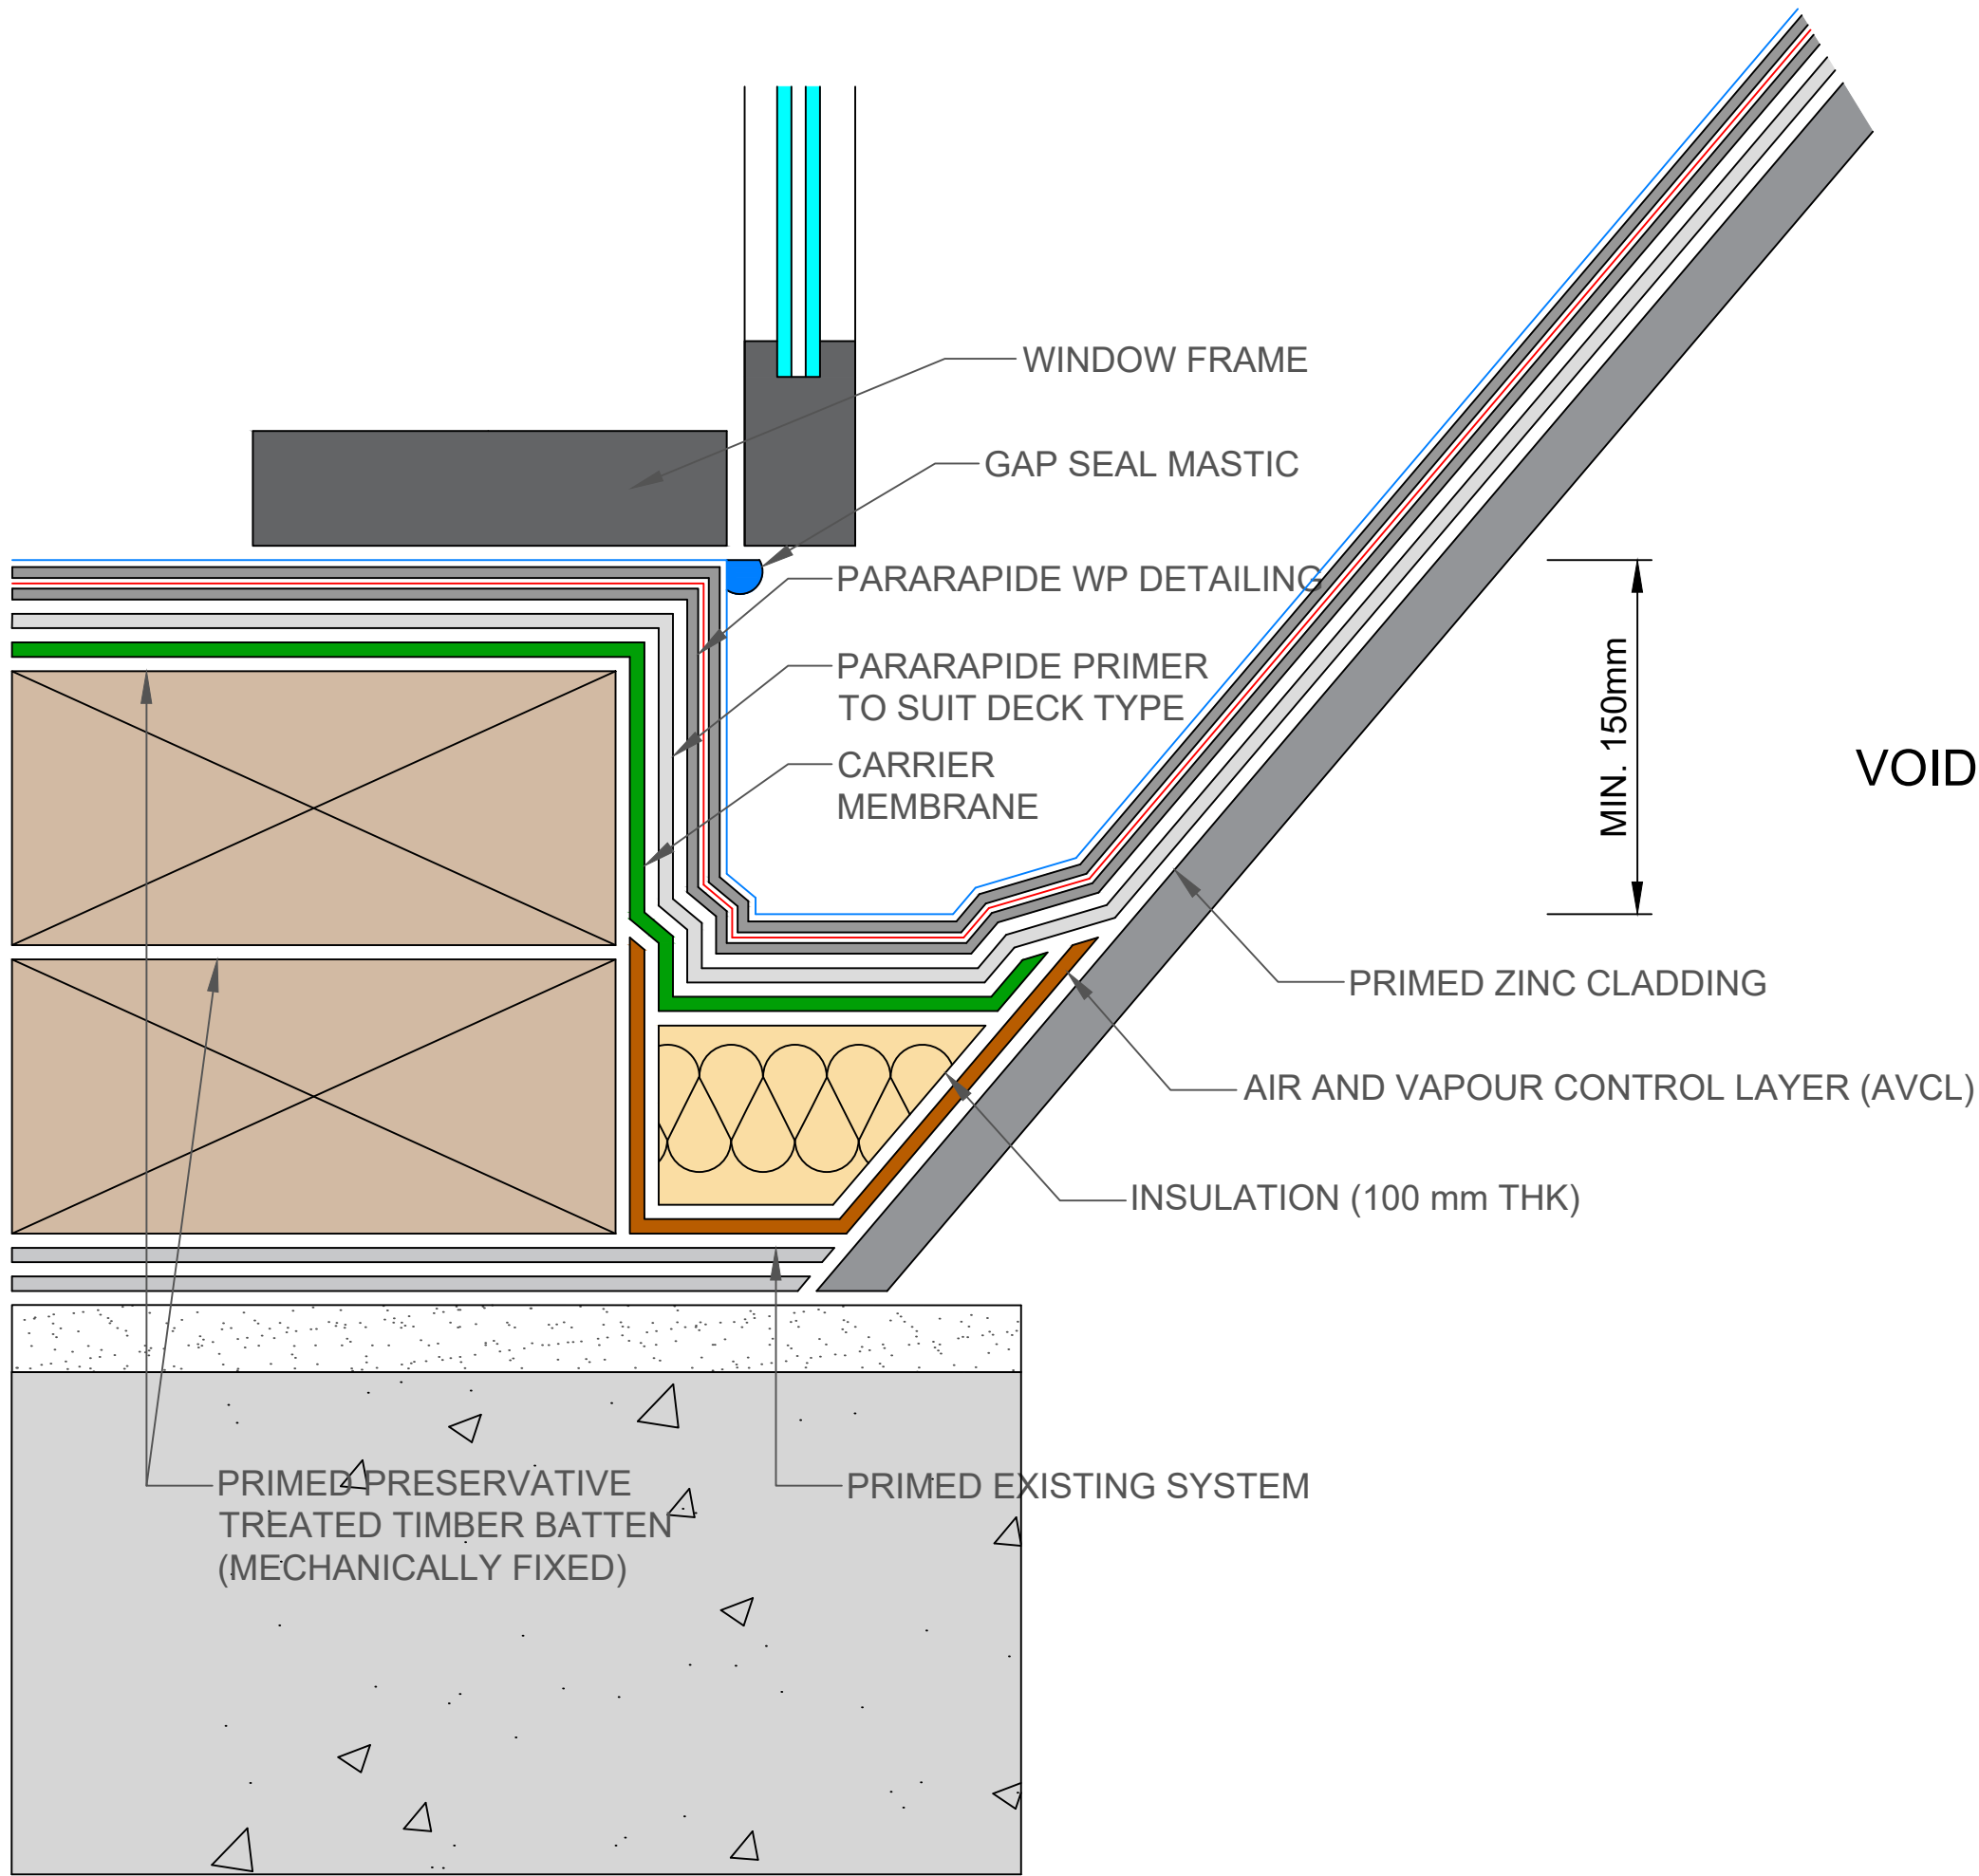 WINDOW FRAME
GAP SEAL MASTIC
PARARAPIDE WP DETAILING
PARARAPIDE PRIMER
TO SUIT DECK TYPE
CARRIER
MEMBRANE
MIN. 150mm
VOID
PRIMED ZINC CLADDING
AIR AND VAPOUR CONTROL LAYER (AVCL)
INSULATION (100 mm THK)
PRIMED PRESERVATIVE
TREATED TIMBER BATTEN
(MECHANICALLY FIXED)
PRIMED EXISTING SYSTEM